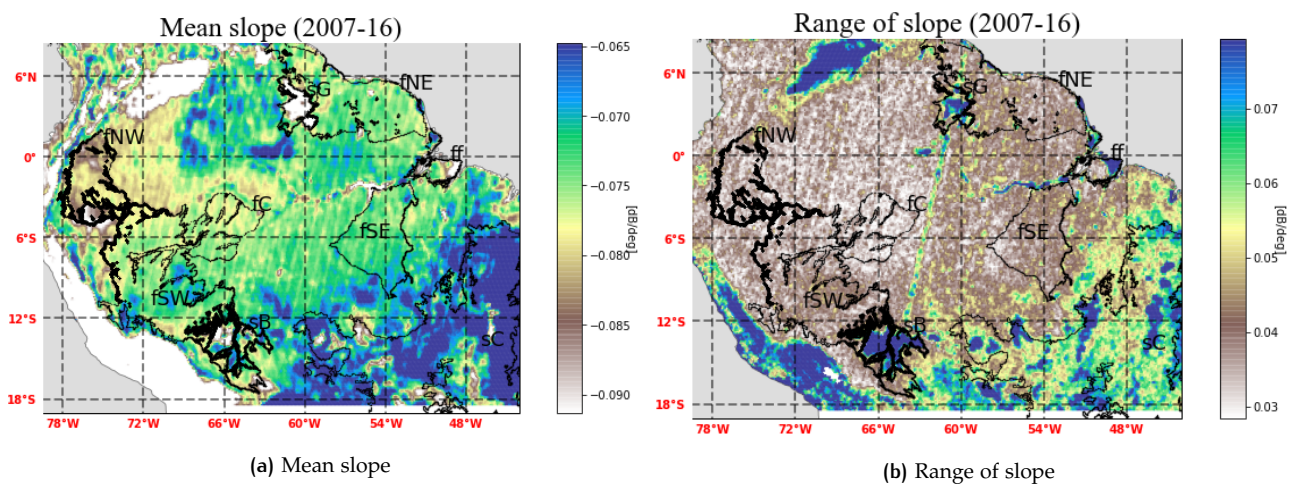 Mean slope (2007-16)
6°N
0°
6°S
12°S
18°S
78°W 72°W 66°W 60°W 54°W 48°W
fNW
sG
fNE
ff
fC
fSE
fSW
sB
sC
−0.065
−0.070
−0.075
−0.080
−0.085
−0.090
[dB/deg]
(a) Mean slope
Range of slope (2007-16)
6°N
0°
6°S
12°S
18°S
78°W 72°W 66°W 60°W 54°W 48°W
fNW
sG
fNE
ff
fC
fSE
fSW
sB
sC
0.07
0.06
0.05
0.04
0.03
[dB/deg]
(b) Range of slope